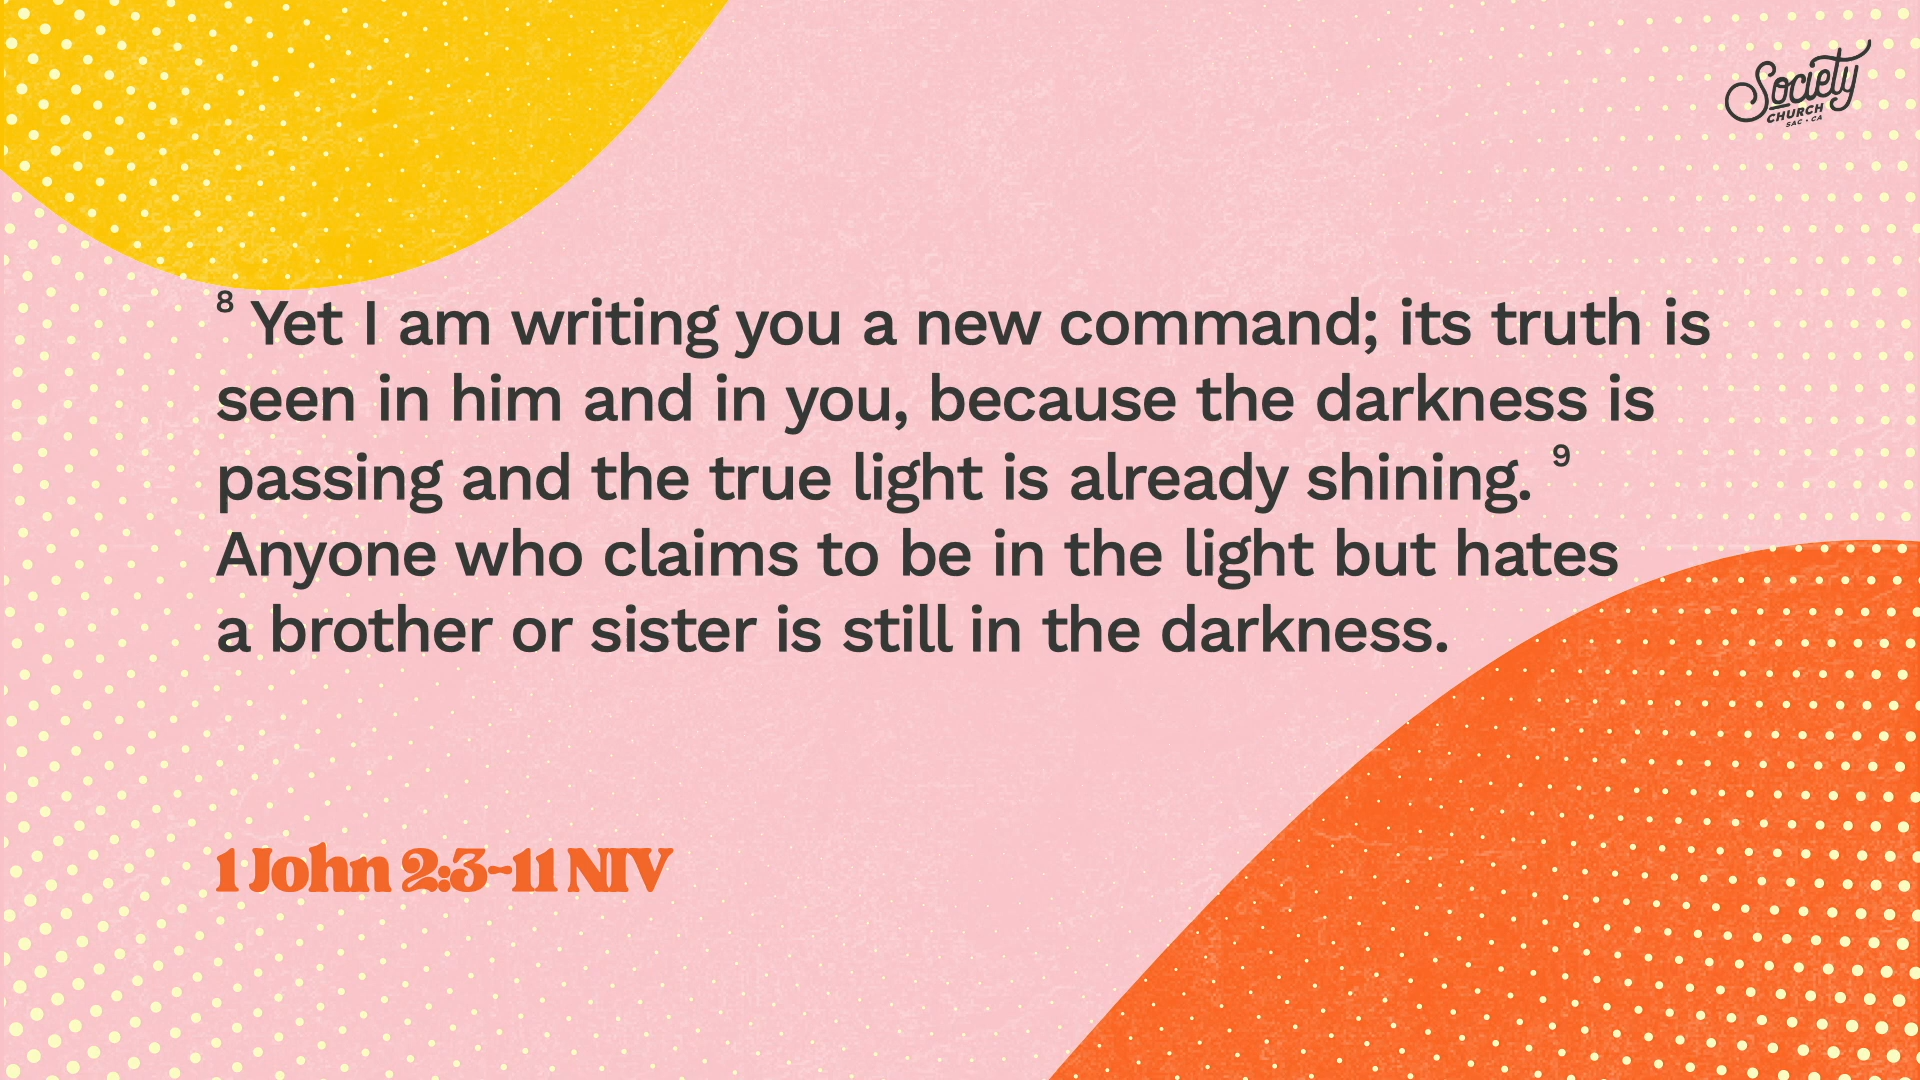 Society
CHURCH
SAC • CA
8 Yet I am writing you a new command; its truth is
seen in him and in you, because the darkness is
passing and the true light is already shining. 9
Anyone who claims to be in the light but hates
a brother or sister is still in the darkness.
1 John 2:3-11 NIV